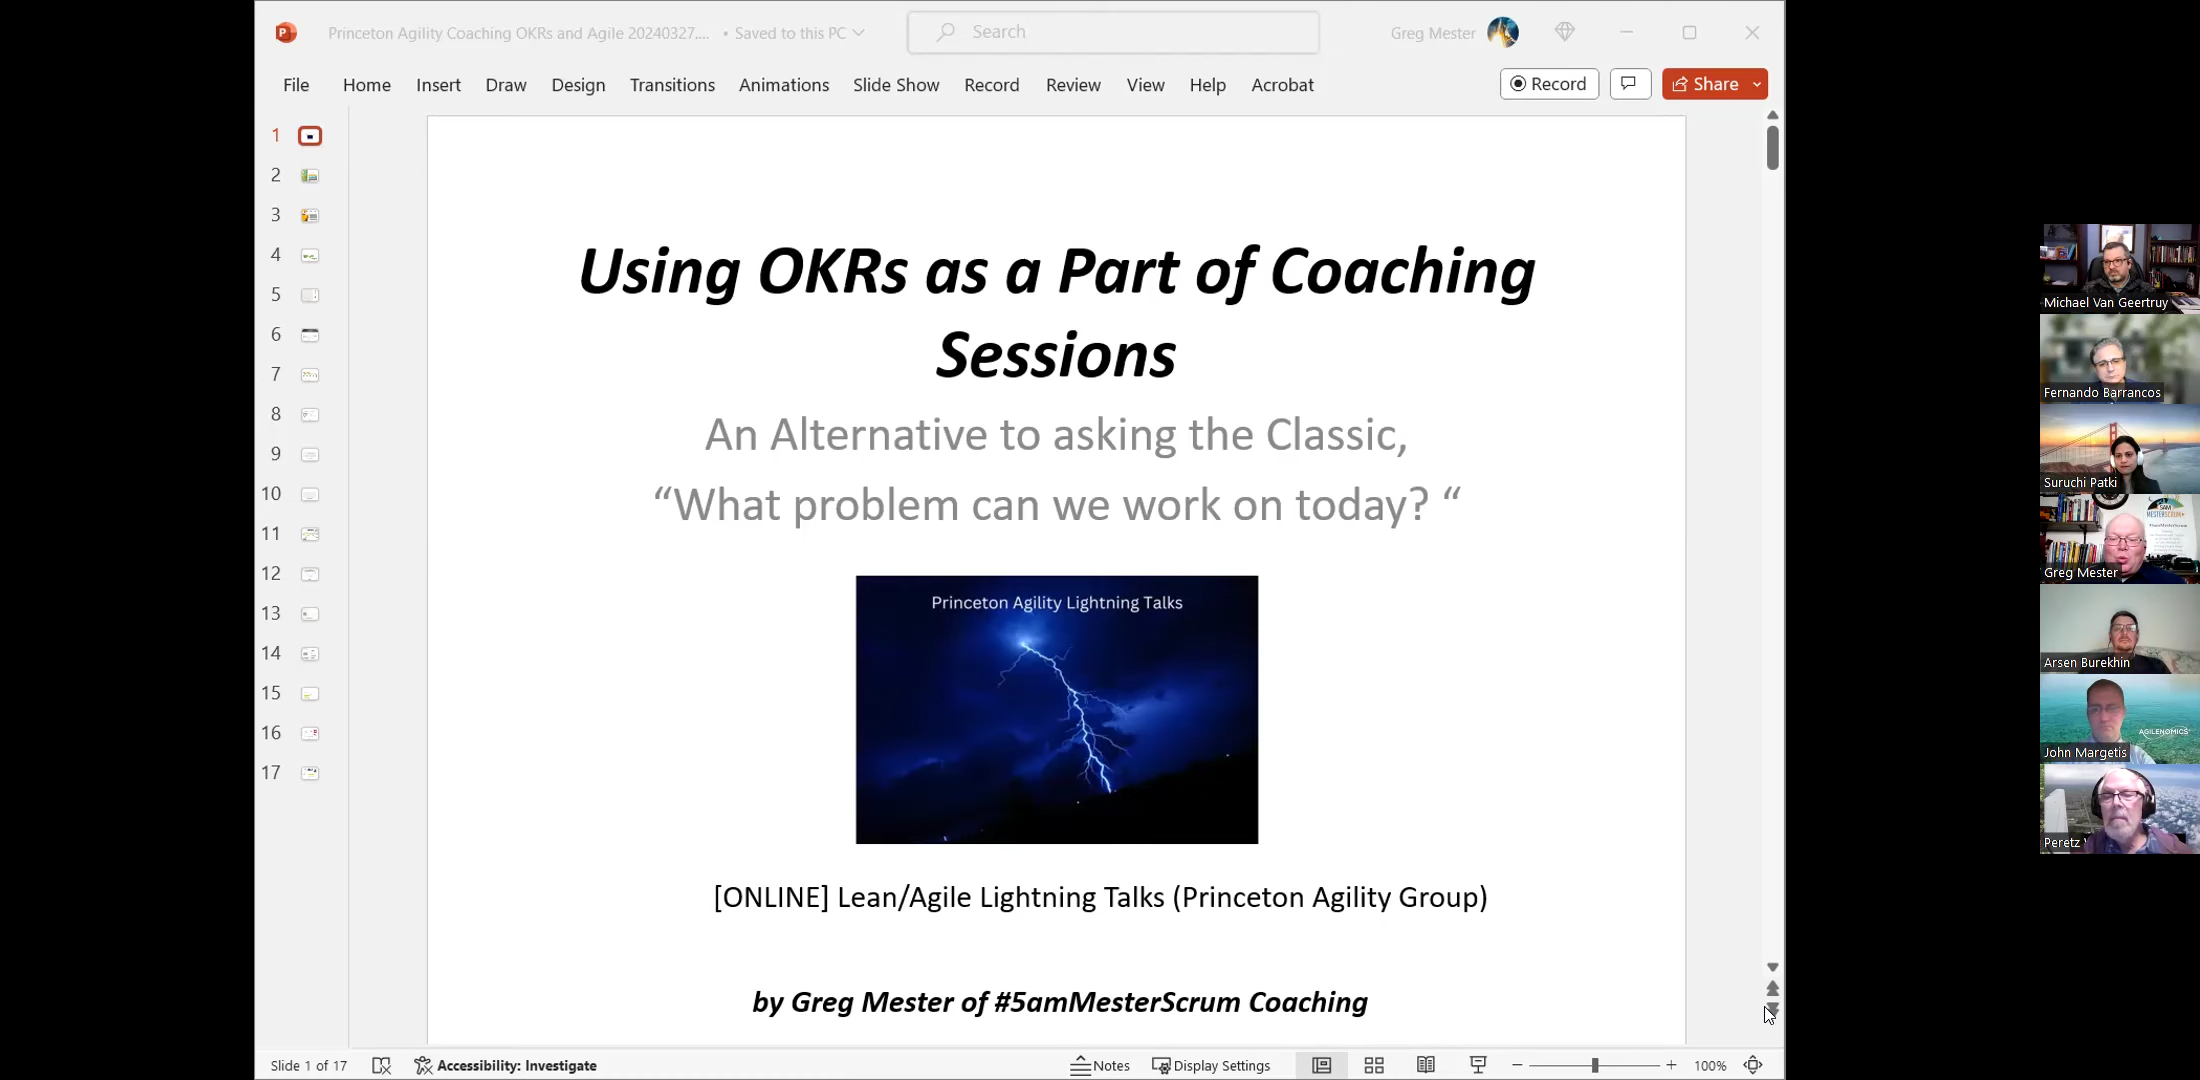 Princeton Agility Coaching OKRs and Agile 20240327.... • Saved to this PC
Search
Greg Mester
File Home Insert Draw Design Transitions Animations Slide Show Record Review View Help Acrobat
Record
Share
1
2
3
4
5
6
7
8
9
10
11
12
13
14
15
16
17
Using OKRs as a Part of Coaching
Sessions
An Alternative to asking the Classic,
“What problem can we work on today? “
Princeton Agility Lightning Talks
[ONLINE] Lean/Agile Lightning Talks (Princeton Agility Group)
by Greg Mester of #5amMesterScrum Coaching
Slide 1 of 17
Accessibility: Investigate
Notes
Display Settings
100%
Michael Van Geertruy
Fernando Barrancos
Suruchi Patki
5AM
MESTERSCRUM
Greg Mester
Arsen Burekhin
AGILENOMICS
John Margetis
Peretz